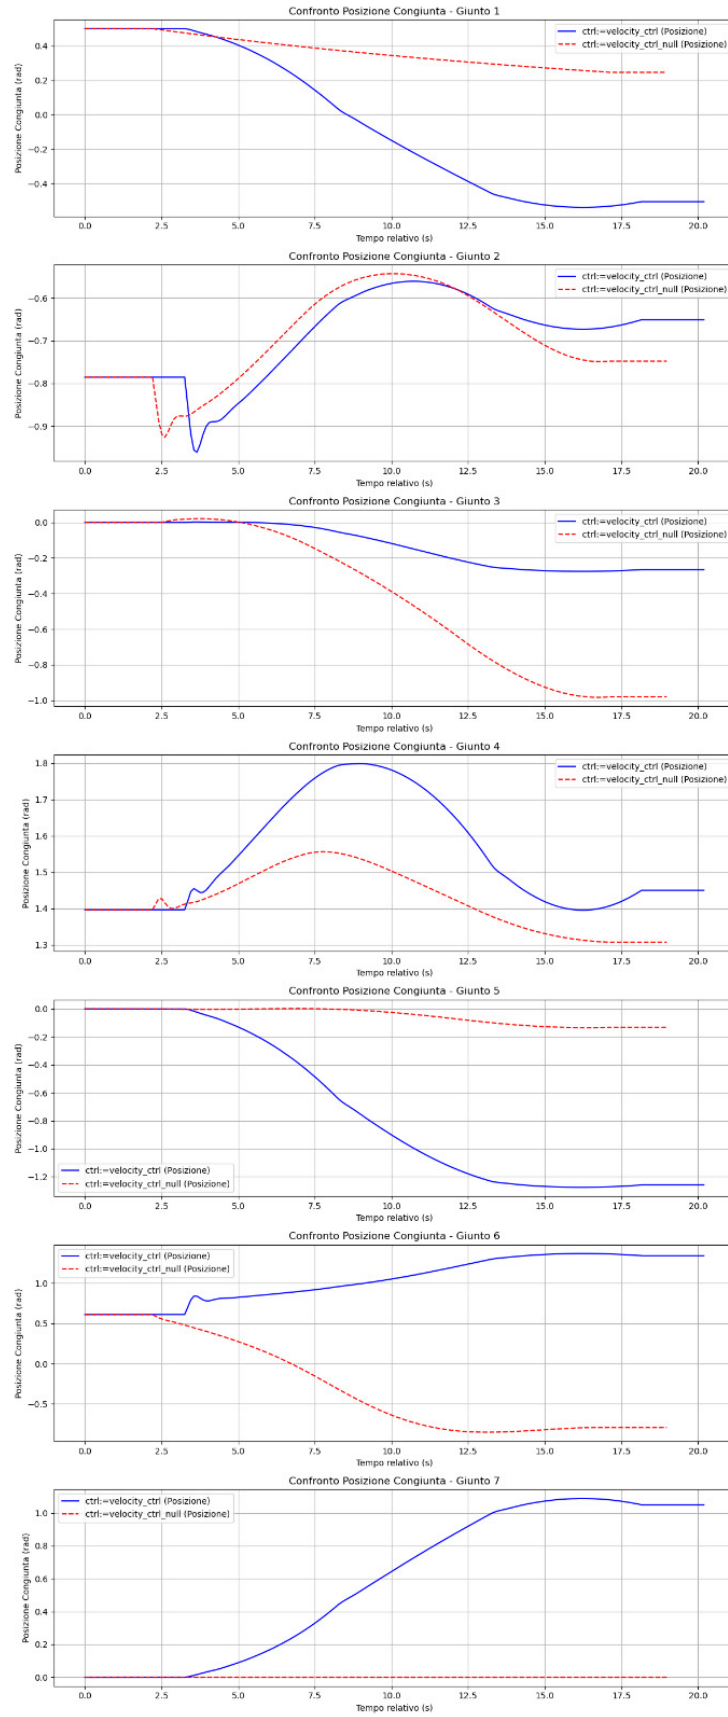 Confronto Posizione Congiunta - Giunto 1
ctrl:=velocity_ctrl (Posizione)
ctrl:=velocity_ctrl_null (Posizione)
Posizione Congiunta (rad)
0.4
0.2
0.0
−0.2
−0.4
0.0 2.5 5.0 7.5 10.0 12.5 15.0 17.5 20.0
Tempo relativo (s)
Confronto Posizione Congiunta - Giunto 2
ctrl:=velocity_ctrl (Posizione)
ctrl:=velocity_ctrl_null (Posizione)
Posizione Congiunta (rad)
−0.6
−0.7
−0.8
−0.9
0.0 2.5 5.0 7.5 10.0 12.5 15.0 17.5 20.0
Tempo relativo (s)
Confronto Posizione Congiunta - Giunto 3
ctrl:=velocity_ctrl (Posizione)
ctrl:=velocity_ctrl_null (Posizione)
Posizione Congiunta (rad)
0.0
−0.2
−0.4
−0.6
−0.8
−1.0
0.0 2.5 5.0 7.5 10.0 12.5 15.0 17.5 20.0
Tempo relativo (s)
Confronto Posizione Congiunta - Giunto 4
ctrl:=velocity_ctrl (Posizione)
ctrl:=velocity_ctrl_null (Posizione)
Posizione Congiunta (rad)
1.8
1.7
1.6
1.5
1.4
1.3
0.0 2.5 5.0 7.5 10.0 12.5 15.0 17.5 20.0
Tempo relativo (s)
Confronto Posizione Congiunta - Giunto 5
Posizione Congiunta (rad)
0.0
−0.2
−0.4
−0.6
−0.8
−1.0
−1.2
ctrl:=velocity_ctrl (Posizione)
ctrl:=velocity_ctrl_null (Posizione)
0.0 2.5 5.0 7.5 10.0 12.5 15.0 17.5 20.0
Tempo relativo (s)
Confronto Posizione Congiunta - Giunto 6
ctrl:=velocity_ctrl (Posizione)
ctrl:=velocity_ctrl_null (Posizione)
Posizione Congiunta (rad)
1.0
0.5
0.0
−0.5
0.0 2.5 5.0 7.5 10.0 12.5 15.0 17.5 20.0
Tempo relativo (s)
Confronto Posizione Congiunta - Giunto 7
ctrl:=velocity_ctrl (Posizione)
ctrl:=velocity_ctrl_null (Posizione)
Posizione Congiunta (rad)
1.0
0.8
0.6
0.4
0.2
0.0
0.0 2.5 5.0 7.5 10.0 12.5 15.0 17.5 20.0
Tempo relativo (s)